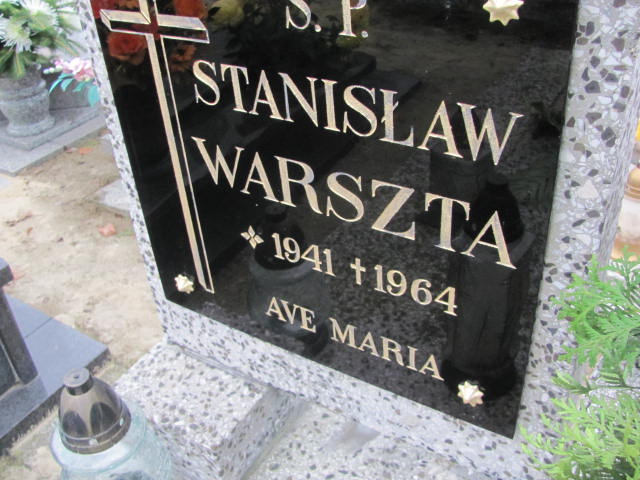 Ś. P.
STANISŁAW
WARSZTA
1941 † 1964
AVE MARIA